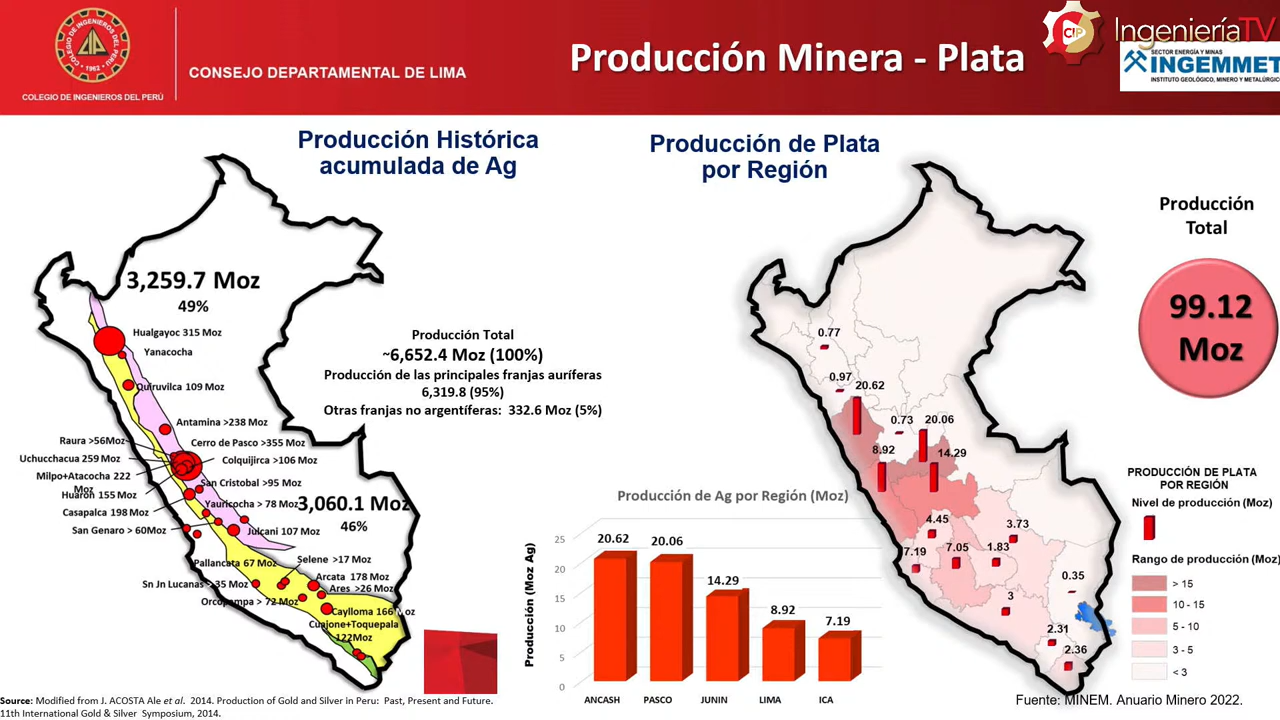 COLEGIO DE INGENIEROS DEL PERÚ
1962
COLEGIO DE INGENIEROS DEL PERÚ
CONSEJO DEPARTAMENTAL DE LIMA
Producción Minera - Plata
CIP
IngenieríaTV
SECTOR ENERGÍA Y MINAS
INGEMMET
INSTITUTO GEOLÓGICO, MINERO Y METALÚRGICO
Producción Histórica
acumulada de Ag
3,259.7 Moz
49%
Hualgayoc 315 Moz
Yanacocha
Quiruvilca 109 Moz
Antamina >238 Moz
Raura >56Moz
Cerro de Pasco >355 Moz
Uchucchacua 259 Moz
Colquijirca >106 Moz
Milpo+Atacocha 222
Moz
San Cristobal >95 Moz
Huaron 155 Moz
Yauricocha > 78 Moz
Casapalca 198 Moz
San Genaro > 60Moz
Julcani 107 Moz
3,060.1 Moz
46%
Pallancata 67 Moz
Selene >17 Moz
Sn Jn Lucanas >35 Moz
Arcata 178 Moz
Ares >26 Moz
Orcopampa > 72 Moz
Caylloma 166 Moz
Cuajone+Toquepala
122Moz
Producción Total
~6,652.4 Moz (100%)
Producción de las principales franjas auríferas
6,319.8 (95%)
Otras franjas no argentíferas: 332.6 Moz (5%)
Producción de Plata
por Región
0.77
0.97
20.62
0.73
20.06
8.92
14.29
4.45
3.73
7.19
7.05
1.83
0.35
3
2.31
2.36
Producción
Total
99.12
Moz
PRODUCCIÓN DE PLATA
POR REGIÓN
Nivel de producción (Moz)
Rango de producción (Moz)
> 15
10 - 15
5 - 10
3 - 5
< 3
Producción de Ag por Región (Moz)
Producción (Moz Ag)
25
20
15
10
5
0
20.62
20.06
14.29
8.92
7.19
ANCASH
PASCO
JUNIN
LIMA
ICA
Source: Modified from J. ACOSTA Ale et al. 2014. Production of Gold and Silver in Peru: Past, Present and Future.
11th International Gold & Silver Symposium, 2014.
Fuente: MINEM. Anuario Minero 2022.